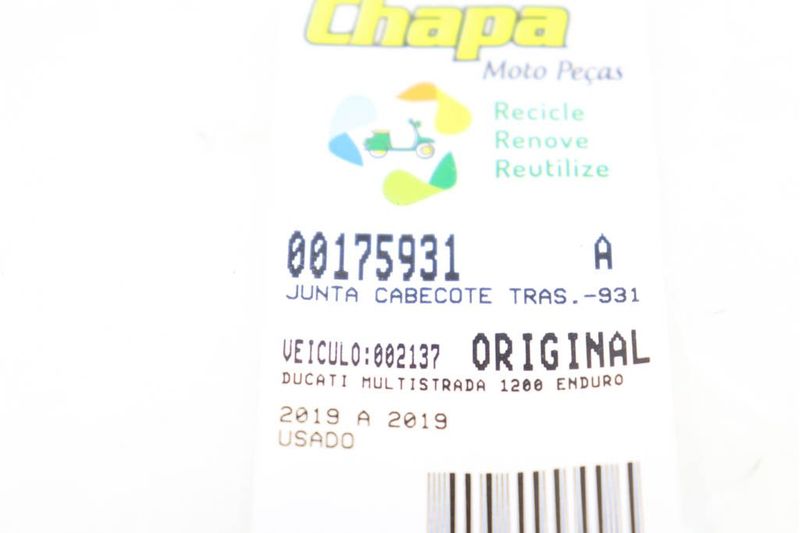 Chapa
Moto Peças
Recicle
Renove
Reutilize
00175931 A
JUNTA CABECOTE TRAS.-931
VEICULO:002137 ORIGINAL
DUCATI MULTISTRADA 1200 ENDURO
2019 A 2019
USADO